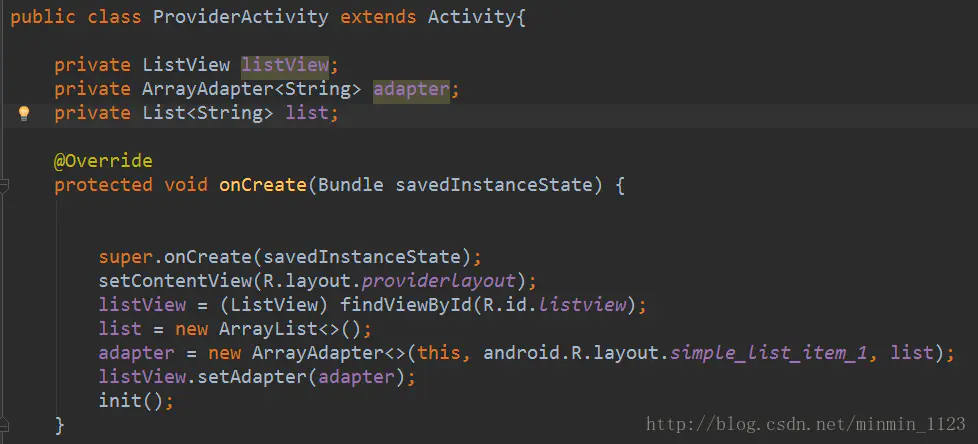 public class ProviderActivity extends Activity{
private ListView listView;
private ArrayAdapter<String> adapter;
private List<String> list;
@Override
protected void onCreate(Bundle savedInstanceState) {
super.onCreate(savedInstanceState);
setContentView(R.layout.providerlayout);
listView = (ListView) findViewById(R.id.listview);
list = new ArrayList<>();
adapter = new ArrayAdapter<>(this, android.R.layout.simple_list_item_1, list);
listView.setAdapter(adapter);
init();
}
http://blog.csdn.net/minmin_1123